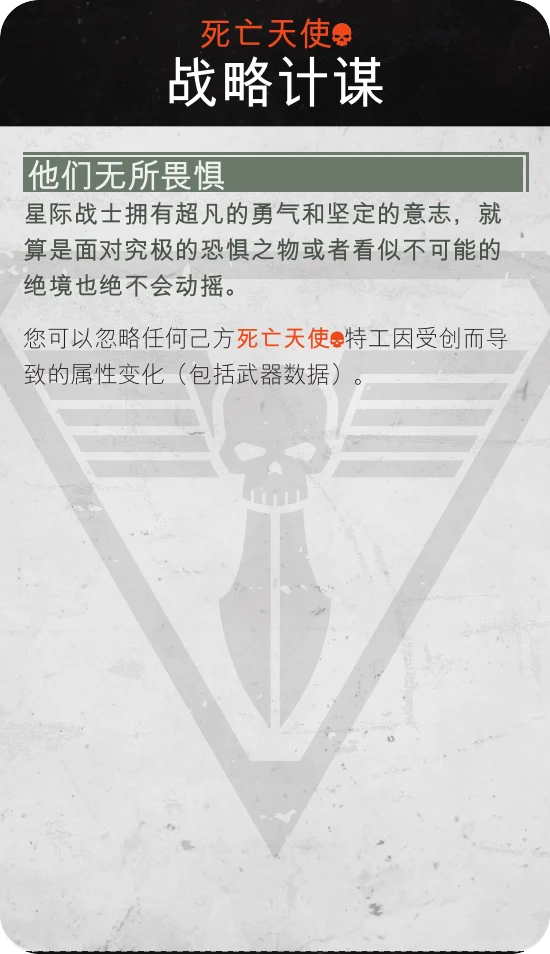 死亡天使
战略计谋
他们无所畏惧
星际战士拥有超凡的勇气和坚定的意志，就
算是面对究极的恐惧之物或者看似不可能的
绝境也绝不会动摇。
您可以忽略任何己方死亡天使特工因受创而导
致的属性变化（包括武器数据）。